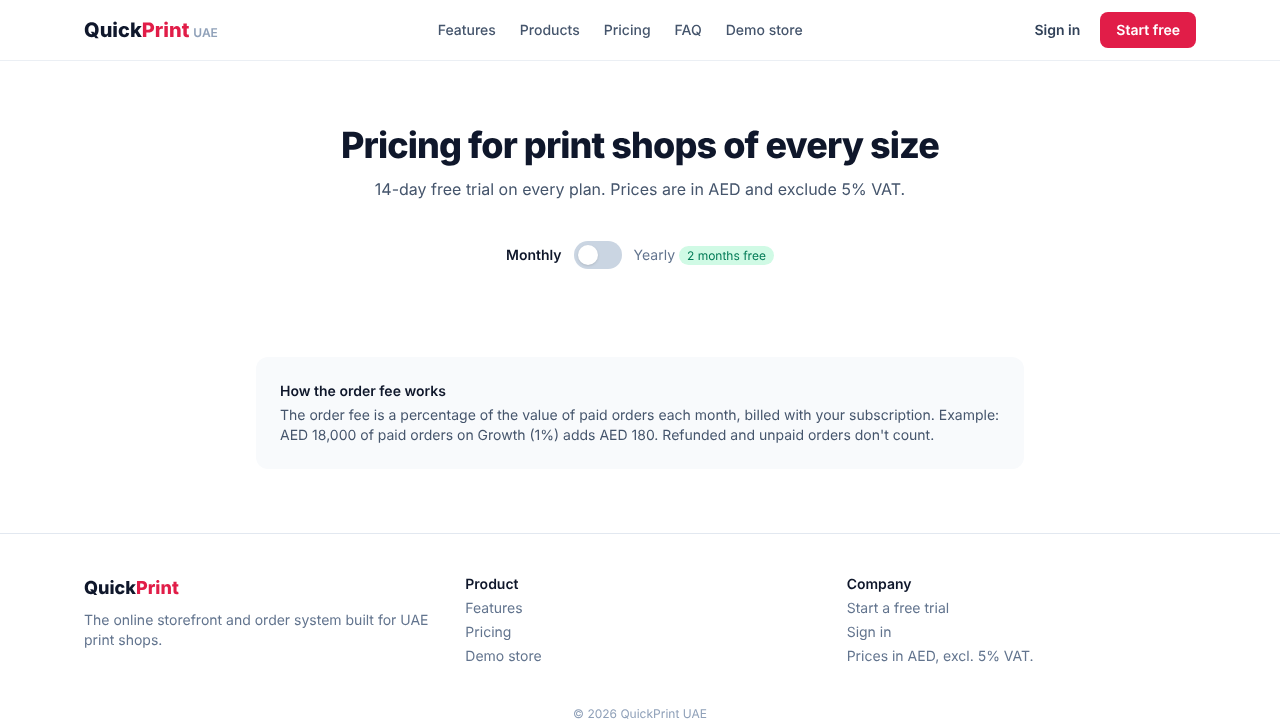 QuickPrint UAE
Features
Products
Pricing
FAQ
Demo store
Sign in
Start free
Pricing for print shops of every size
14-day free trial on every plan. Prices are in AED and exclude 5% VAT.
Monthly
Yearly 2 months free
How the order fee works
The order fee is a percentage of the value of paid orders each month, billed with your subscription. Example:
AED 18,000 of paid orders on Growth (1%) adds AED 180. Refunded and unpaid orders don't count.
QuickPrint
The online storefront and order system built for UAE
print shops.
Product
Features
Pricing
Demo store
Company
Start a free trial
Sign in
Prices in AED, excl. 5% VAT.
© 2026 QuickPrint UAE